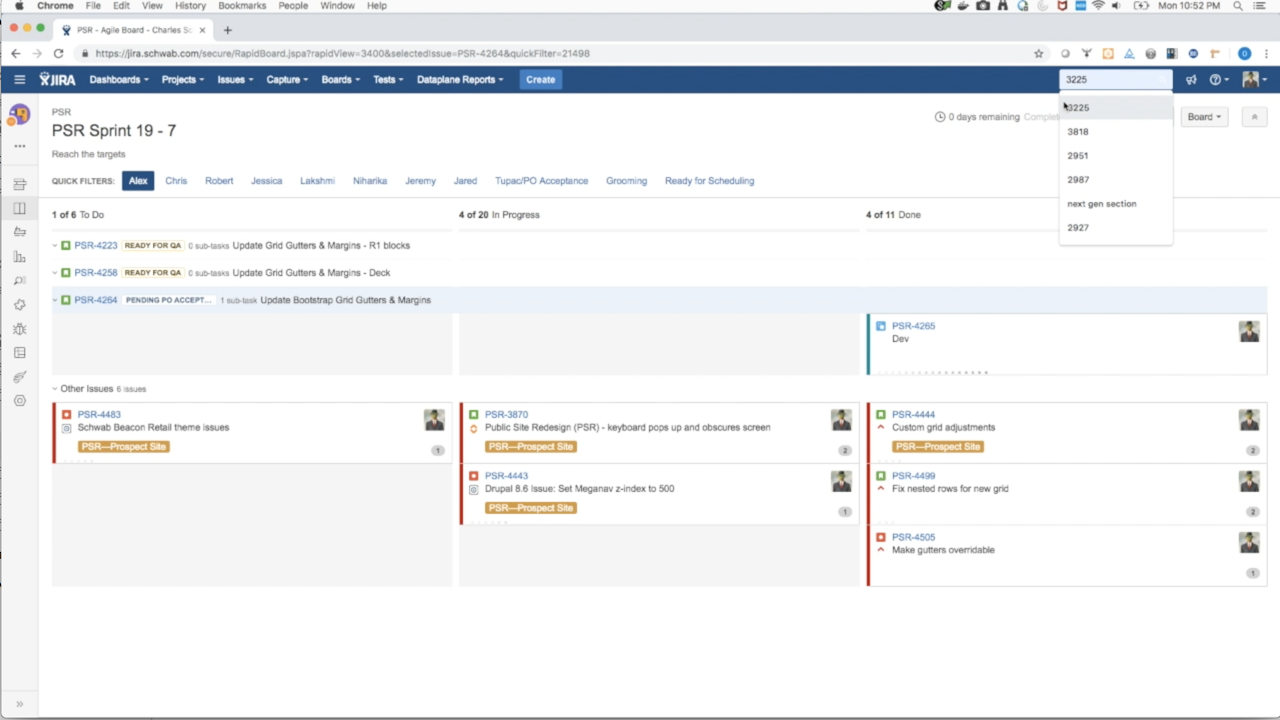 Chrome File Edit View History Bookmarks People Window Help Mon 10:52 PM
PSR - Agile Board - Charles Sc
https://jira.schwab.com/secure/RapidBoard.jspa?rapidView=3400&selectedIssue=PSR-4264&quickFilter=21498
JIRA Dashboards Projects Issues Capture Boards Tests Dataplane Reports Create 3225
3225
3818
2951
2987
next gen section
2927
PSR
PSR Sprint 19 - 7
0 days remaining Board
Reach the targets
QUICK FILTERS: Alex Chris Robert Jessica Lakshmi Niharika Jeremy Jared Tupac/PO Acceptance Grooming Ready for Scheduling
1 of 6 To Do 4 of 20 In Progress 4 of 11 Done
PSR-4223 READY FOR QA 0 sub-tasks Update Grid Gutters & Margins - R1 blocks
PSR-4258 READY FOR QA 0 sub-tasks Update Grid Gutters & Margins - Deck
PSR-4264 PENDING PO ACCEPT... 1 sub-task Update Bootstrap Grid Gutters & Margins
PSR-4265
Dev
Other Issues 6 issues
PSR-4483
Schwab Beacon Retail theme issues
PSR—Prospect Site
1
PSR-3870
Public Site Redesign (PSR) - keyboard pops up and obscures screen
PSR—Prospect Site
2
PSR-4443
Drupal 8.6 Issue: Set Meganav z-index to 500
PSR—Prospect Site
1
PSR-4444
Custom grid adjustments
PSR—Prospect Site
2
PSR-4499
Fix nested rows for new grid
2
PSR-4505
Make gutters overridable
1